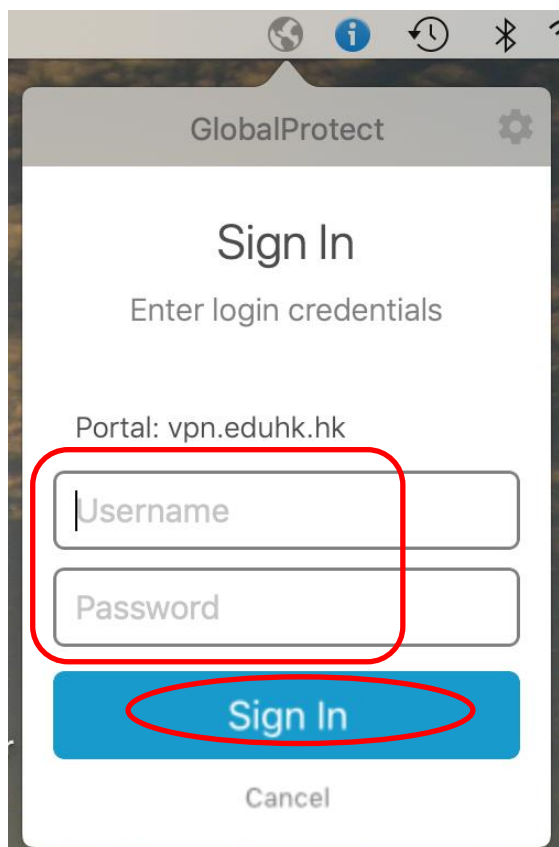 GlobalProtect
Sign In
Enter login credentials
Portal: vpn.eduhk.hk
Username
Password
Sign In
Cancel